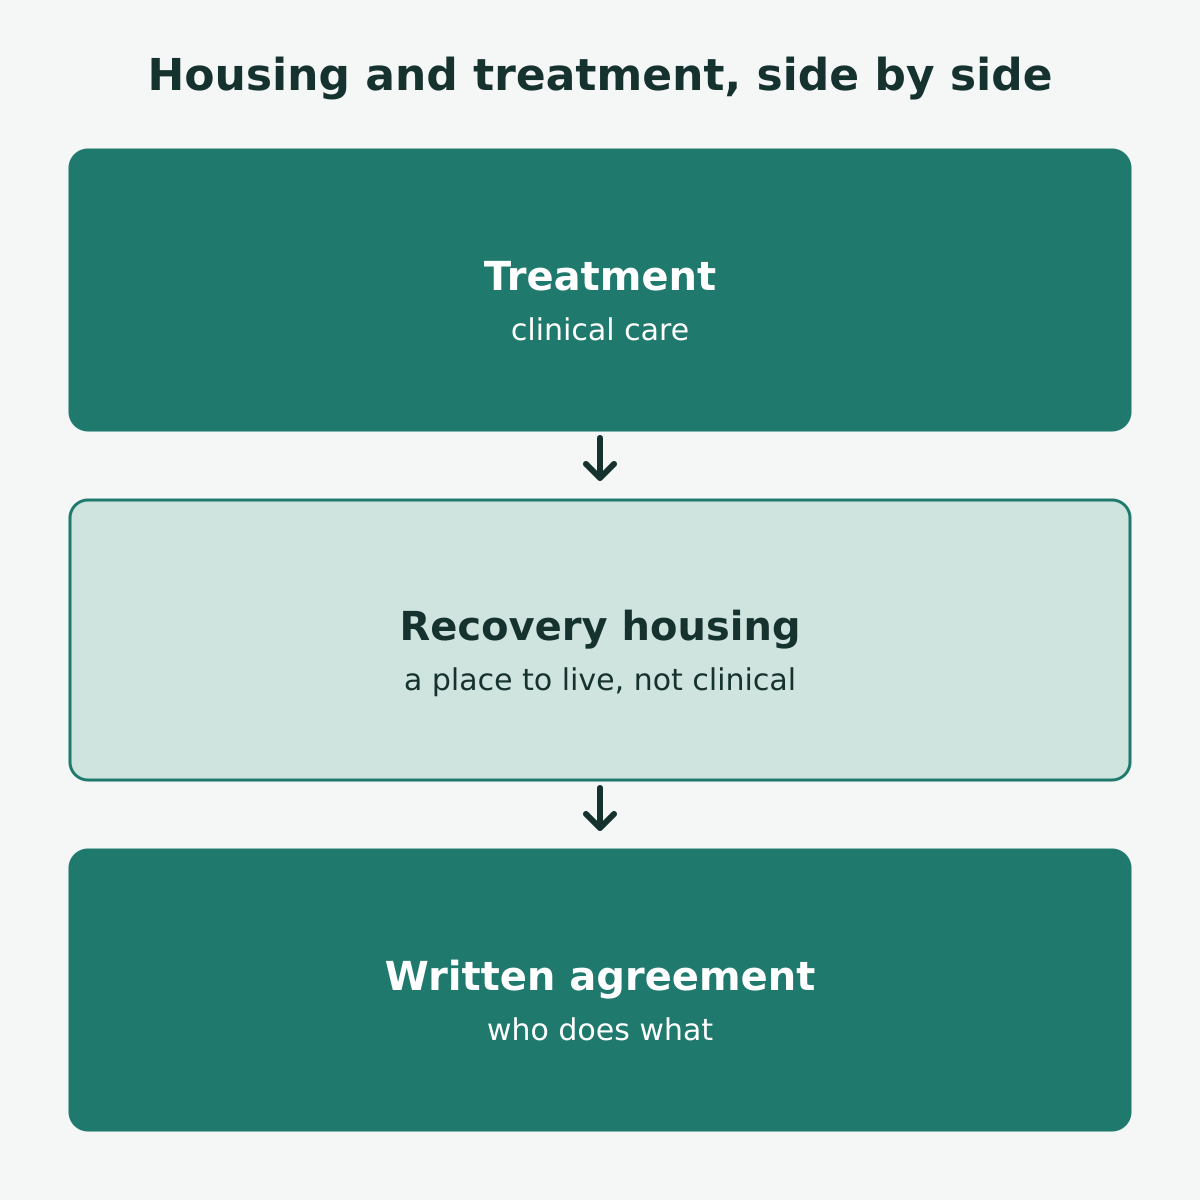 Housing and treatment, side by side
Treatment
clinical care
Recovery housing
a place to live, not clinical
Written agreement
who does what